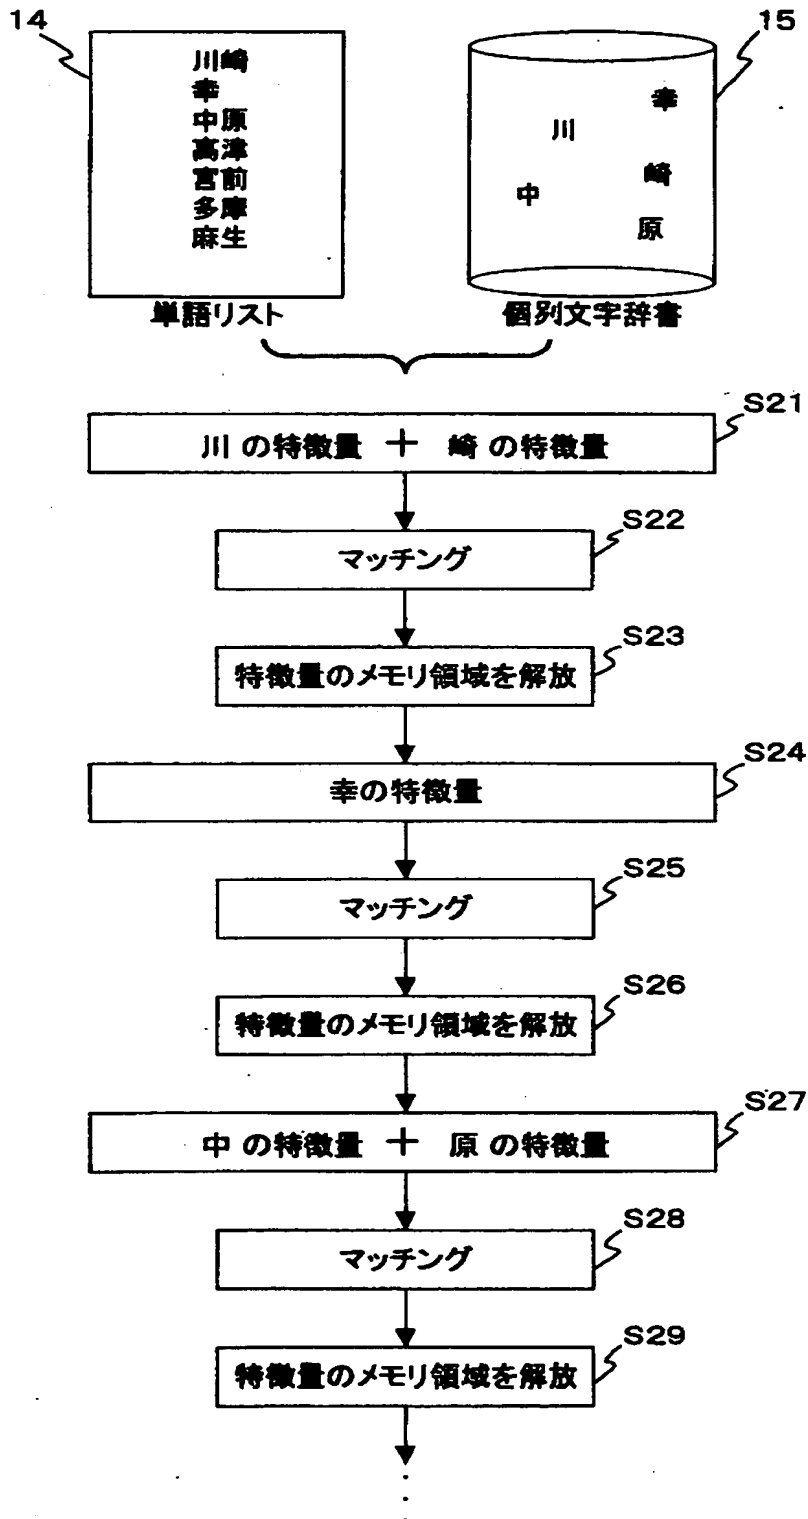 14
川崎
幸
中原
高津
宮前
多摩
麻生
単語リスト
15
幸
川
崎
中
原
個別文字辞書
S21
川 の特徴量 + 崎 の特徴量
S22
マッチング
S23
特徴量のメモリ領域を解放
S24
幸の特徴量
S25
マッチング
S26
特徴量のメモリ領域を解放
S27
中 の特徴量 + 原 の特徴量
S28
マッチング
S29
特徴量のメモリ領域を解放